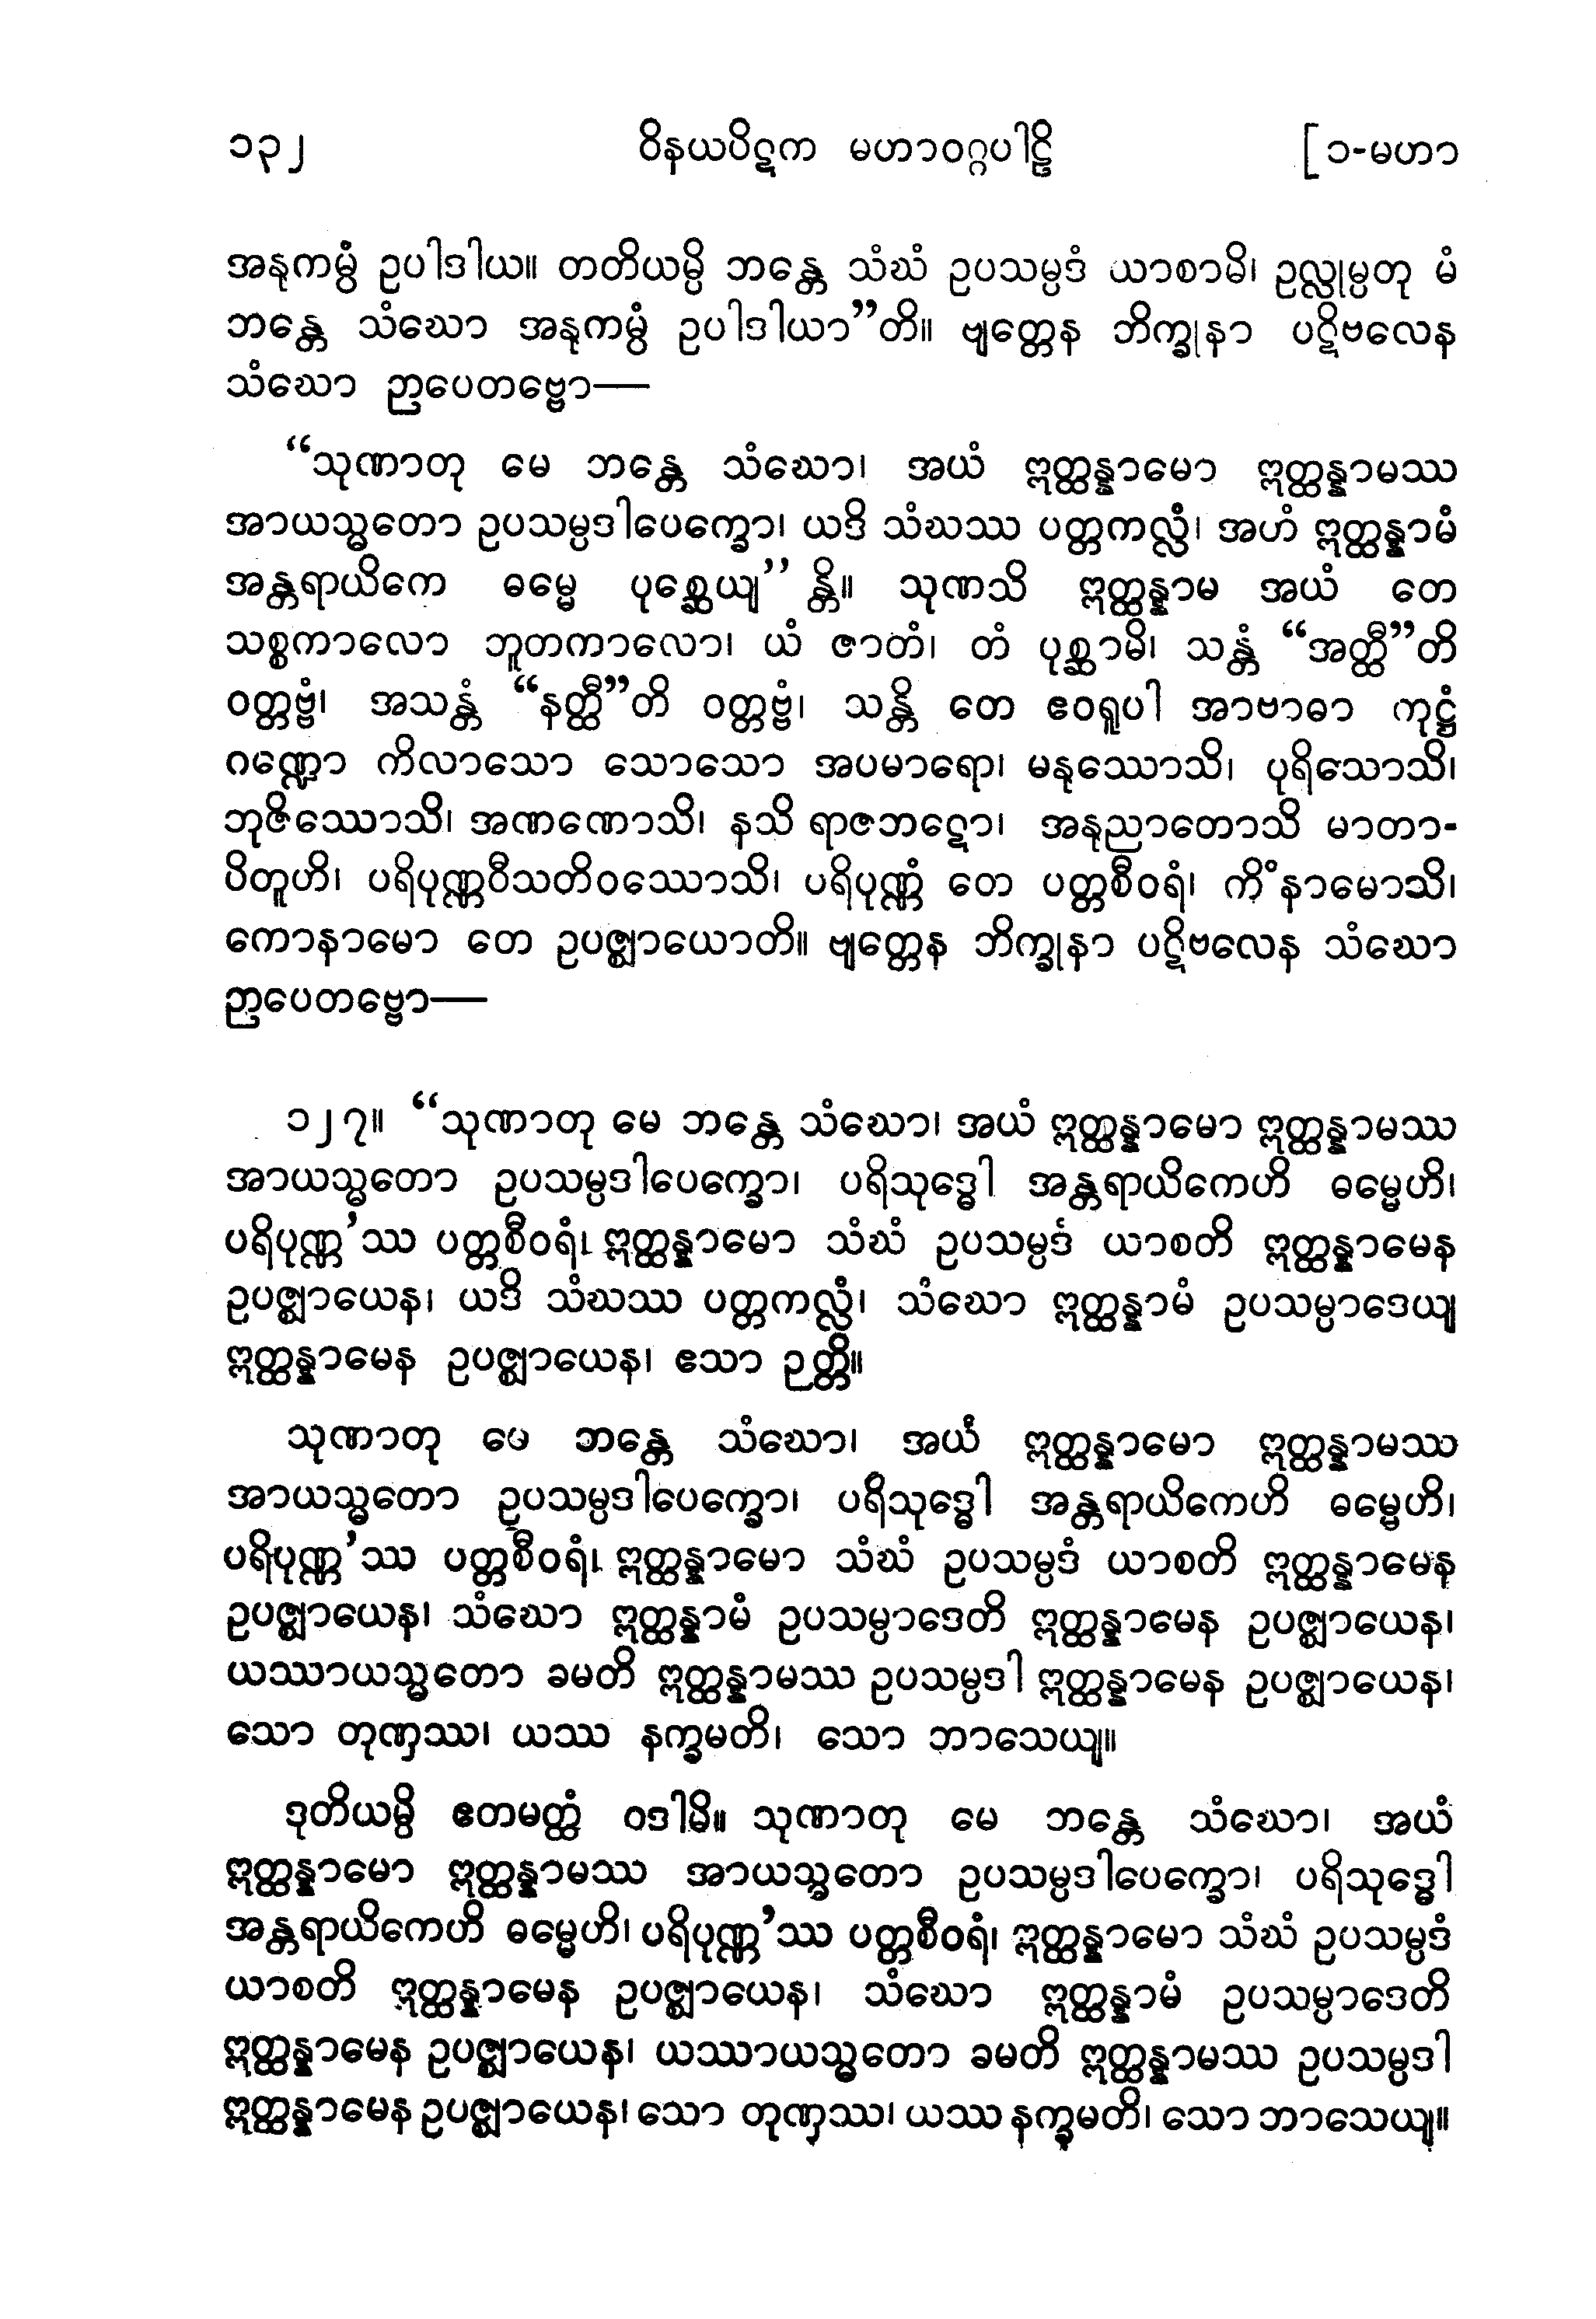 ၁၃၂ ဝိနယပိဋက မဟာဝဂ္ဂပါဠိ [၁-မဟာ
အနုကမ္ပံ ဥပါဒါယ။ တတိယမ္ပိ ဘန္တေ သံဃံ ဥပသမ္ပဒံ ယာစာမိ၊ ဥလ္လုမ္ပတု မံ
ဘန္တေ သံဃော အနုကမ္ပံ ဥပါဒါယာ”တိ။ ဗျတ္တေန ဘိက္ခုနာ ပဋိဗလေန
သံဃော ဉာပေတဗ္ဗော—
“သုဏာတု မေ ဘန္တေ သံဃော၊ အယံ ဣတ္ထန္နာမော ဣတ္ထန္နာမဿ
အာယသ္မတော ဥပသမ္ပဒါပေက္ခော၊ ယဒိ သံဃဿ ပတ္တကလ္လံ၊ အဟံ ဣတ္ထန္နာမံ
အန္တရာယိကေ ဓမ္မေ ပုစ္ဆေယျ” န္တိ။ သုဏသိ ဣတ္ထန္နာမ အယံ တေ
သစ္စကာလော ဘူတကာလော၊ ယံ ဇာတံ၊ တံ ပုစ္ဆာမိ၊ သန္တံ “အတ္ထီ”တိ
ဝတ္တဗ္ဗံ၊ အသန္တံ “နတ္ထီ”တိ ဝတ္တဗ္ဗံ၊ သန္တိ တေ ဧဝရူပါ အာဗာဓာ ကုဋ္ဌံ
ဂဏ္ဍော ကိလာသော သောသော အပမာရော၊ မနုဿောသိ၊ ပုရိသောသိ၊
ဘုဇိဿောသိ၊ အဏဏောသိ၊ နသိ ရာဇဘဋော၊ အနုညာတောသိ မာတာ-
ပိတူဟိ၊ ပရိပုဏ္ဏဝီသတိဝဿောသိ၊ ပရိပုဏ္ဏံ တေ ပတ္တစီဝရံ၊ ကိံနာမောသိ၊
ကောနာမော တေ ဥပဇ္ဈာယောတိ။ ဗျတ္တေန ဘိက္ခုနာ ပဋိဗလေန သံဃော
ဉာပေတဗ္ဗော—
၁၂၇။ “သုဏာတု မေ ဘန္တေ သံဃော၊ အယံ ဣတ္ထန္နာမော ဣတ္ထန္နာမဿ
အာယသ္မတော ဥပသမ္ပဒါပေက္ခော၊ ပရိသုဒ္ဓေါ အန္တရာယိကေဟိ ဓမ္မေဟိ၊
ပရိပုဏ္ဏ’ဿ ပတ္တစီဝရံ၊ ဣတ္ထန္နာမော သံဃံ ဥပသမ္ပဒံ ယာစတိ ဣတ္ထန္နာမေန
ဥပဇ္ဈာယေန၊ ယဒိ သံဃဿ ပတ္တကလ္လံ၊ သံဃော ဣတ္ထန္နာမံ ဥပသမ္ပာဒေယျ
ဣတ္ထန္နာမေန ဥပဇ္ဈာယေန၊ ဧသာ ဉတ္တိ။
သုဏာတု မေ ဘန္တေ သံဃော၊ အယံ ဣတ္ထန္နာမော ဣတ္ထန္နာမဿ
အာယသ္မတော ဥပသမ္ပဒါပေက္ခော၊ ပရိသုဒ္ဓေါ အန္တရာယိကေဟိ ဓမ္မေဟိ၊
ပရိပုဏ္ဏ’ဿ ပတ္တစီဝရံ၊ ဣတ္ထန္နာမော သံဃံ ဥပသမ္ပဒံ ယာစတိ ဣတ္ထန္နာမေန
ဥပဇ္ဈာယေန၊ သံဃော ဣတ္ထန္နာမံ ဥပသမ္ပာဒေတိ ဣတ္ထန္နာမေန ဥပဇ္ဈာယေန၊
ယဿာယသ္မတော ခမတိ ဣတ္ထန္နာမဿ ဥပသမ္ပဒါ ဣတ္ထန္နာမေန ဥပဇ္ဈာယေန၊
သော တုဏှဿ၊ ယဿ နက္ခမတိ၊ သော ဘာသေယျ။
ဒုတိယမ္ပိ ဧတမတ္ထံ ဝဒါမိ။ သုဏာတု မေ ဘန္တေ သံဃော၊ အယံ
ဣတ္ထန္နာမော ဣတ္ထန္နာမဿ အာယသ္မတော ဥပသမ္ပဒါပေက္ခော၊ ပရိသုဒ္ဓေါ
အန္တရာယိကေဟိ ဓမ္မေဟိ၊ ပရိပုဏ္ဏ’ဿ ပတ္တစီဝရံ၊ ဣတ္ထန္နာမော သံဃံ ဥပသမ္ပဒံ
ယာစတိ ဣတ္ထန္နာမေန ဥပဇ္ဈာယေန၊ သံဃော ဣတ္ထန္နာမံ ဥပသမ္ပာဒေတိ
ဣတ္ထန္နာမေန ဥပဇ္ဈာယေန၊ ယဿာယသ္မတော ခမတိ ဣတ္ထန္နာမဿ ဥပသမ္ပဒါ
ဣတ္ထန္နာမေန ဥပဇ္ဈာယေန၊ သော တုဏှဿ၊ ယဿ နက္ခမတိ၊ သော ဘာသေယျ။